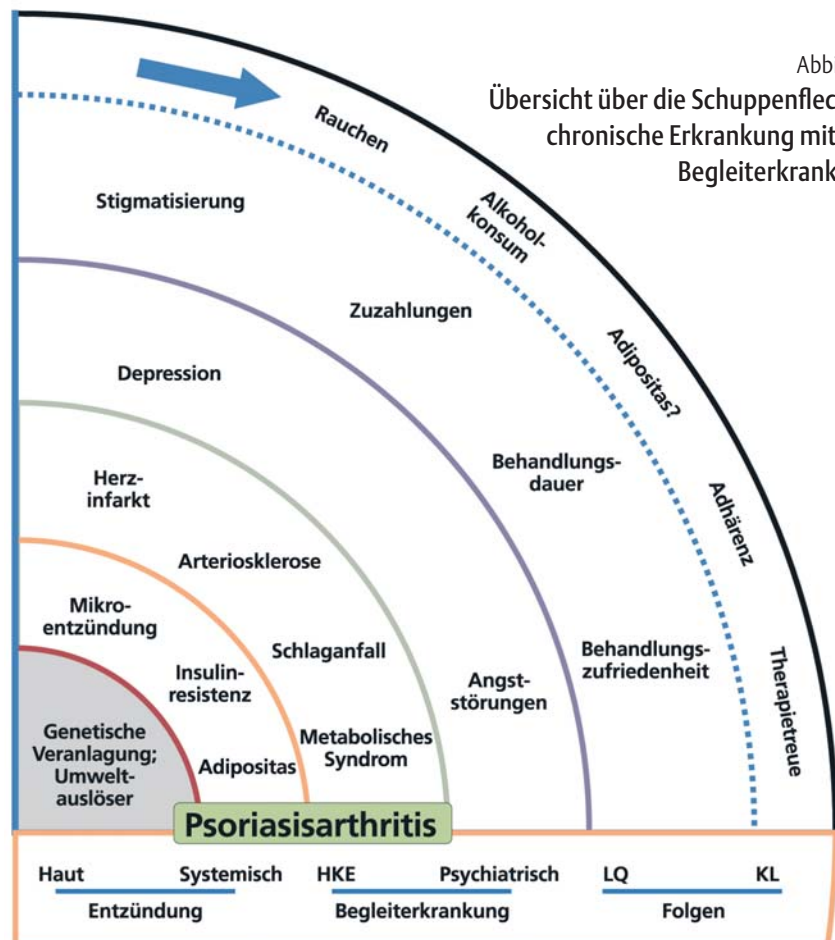 Abbi
Übersicht über die Schuppenflec
chronische Erkrankung mit
Begleiterkrank
Rauchen
Alkohol-
konsum
Adipositas?
Adhärenz
Therapietreue
Stigmatisierung
Zuzahlungen
Behandlungs-
dauer
Behandlungs-
zufriedenheit
Depression
Angst-
störungen
Herz-
infarkt
Arteriosklerose
Schlaganfall
Metabolisches
Syndrom
Mikro-
entzündung
Insulin-
resistenz
Adipositas
Genetische
Veranlagung;
Umwelt-
auslöser
Psoriasisarthritis
Haut Systemisch HKE Psychiatrisch LQ KL
Entzündung Begleiterkrankung Folgen